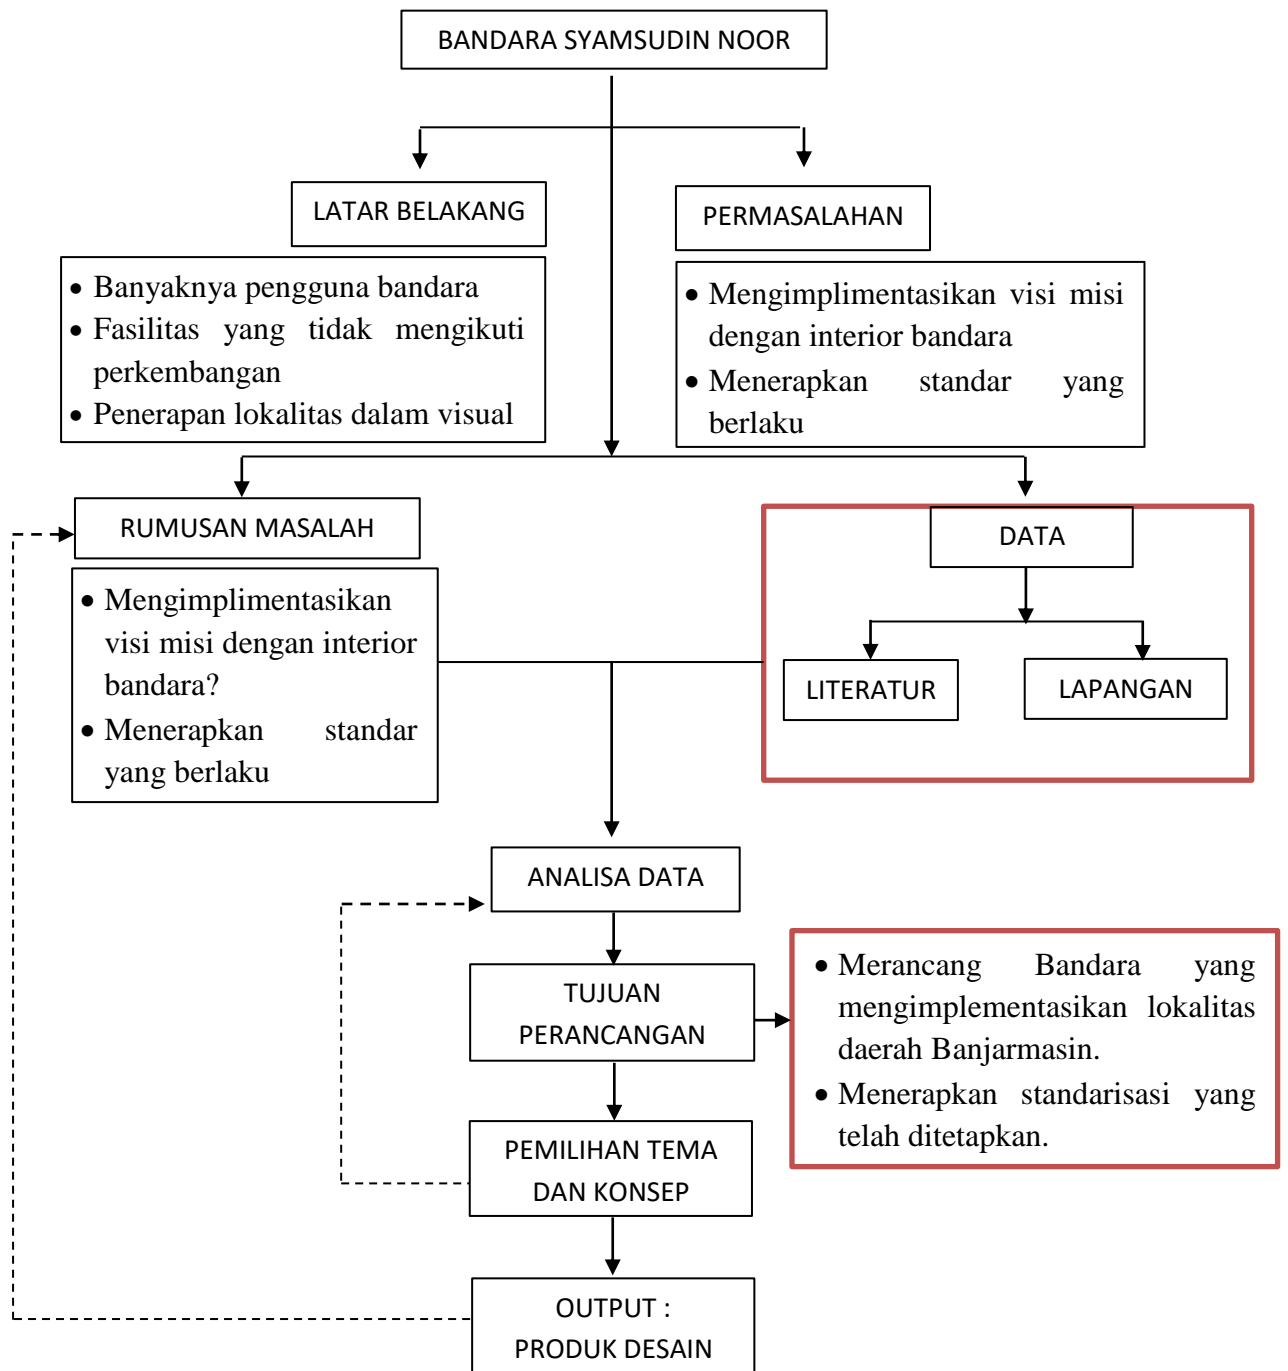 BANDARA SYAMSUDIN NOOR
LATAR BELAKANG
• Banyaknya pengguna bandara
• Fasilitas yang tidak mengikuti
perkembangan
• Penerapan lokalitas dalam visual
PERMASALAHAN
• Mengimplimentasikan visi misi
dengan interior bandara
• Menerapkan standar yang
berlaku
RUMUSAN MASALAH
• Mengimplimentasikan
visi misi dengan interior
bandara?
• Menerapkan standar
yang berlaku
DATA
LITERATUR
LAPANGAN
ANALISA DATA
TUJUAN
PERANCANGAN
• Merancang Bandara yang
mengimplementasikan lokalitas
daerah Banjarmasin.
• Menerapkan standarisasi yang
telah ditetapkan.
PEMILIHAN TEMA
DAN KONSEP
OUTPUT :
PRODUK DESAIN